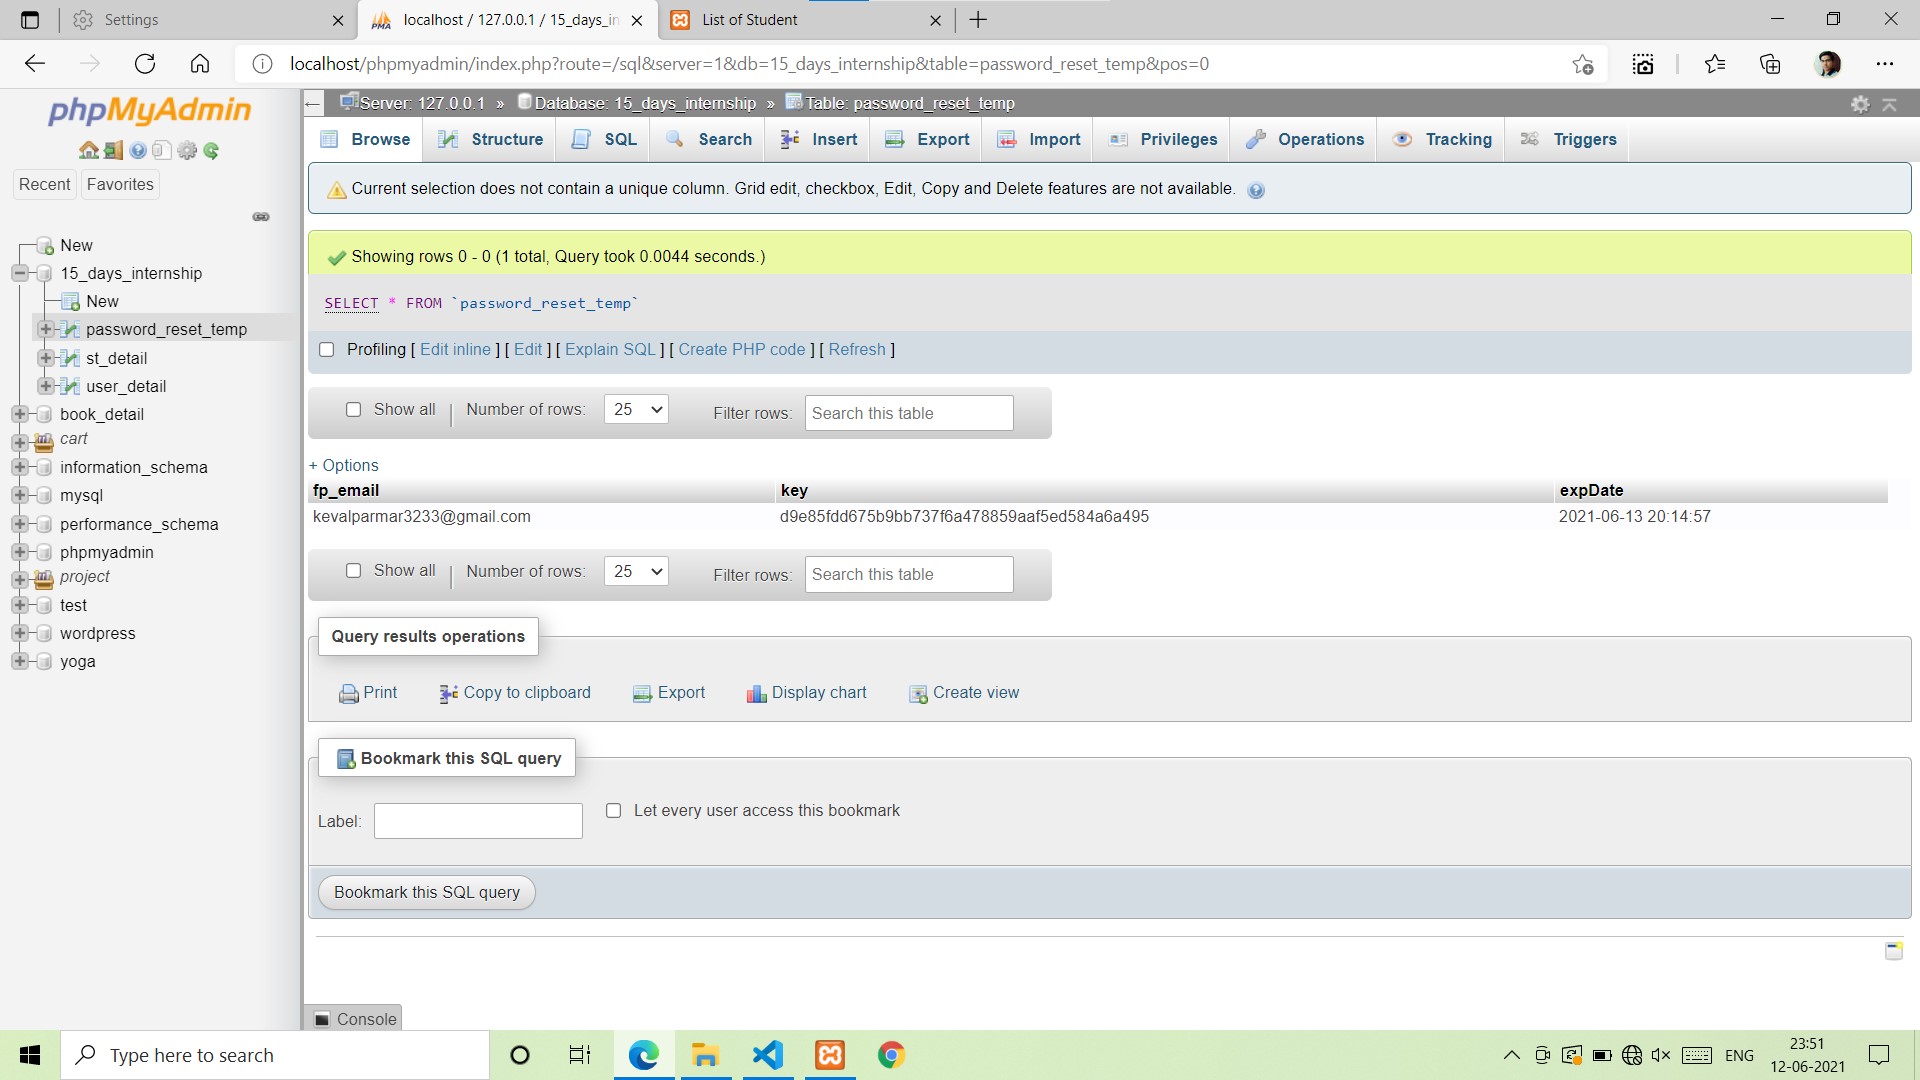 Settings
localhost / 127.0.0.1 / 15_days_in
List of Student
localhost/phpmyadmin/index.php?route=/sql&server=1&db=15_days_internship&table=password_reset_temp&pos=0
phpMyAdmin
Recent
Favorites
New
15_days_internship
New
password_reset_temp
st_detail
user_detail
book_detail
cart
information_schema
mysql
performance_schema
phpmyadmin
project
test
wordpress
yoga
Server: 127.0.0.1 » Database: 15_days_internship » Table: password_reset_temp
Browse Structure SQL Search Insert Export Import Privileges Operations Tracking Triggers
Current selection does not contain a unique column. Grid edit, checkbox, Edit, Copy and Delete features are not available.
Showing rows 0 - 0 (1 total, Query took 0.0044 seconds.)
SELECT * FROM `password_reset_temp`
Profiling [ Edit inline ] [ Edit ] [ Explain SQL ] [ Create PHP code ] [ Refresh ]
Show all | Number of rows: 25 Filter rows: Search this table
+ Options
fp_email key expDate
kevalparmar3233@gmail.com d9e85fdd675b9bb737f6a478859aaf5ed584a6a495 2021-06-13 20:14:57
Show all | Number of rows: 25 Filter rows: Search this table
Query results operations
Print Copy to clipboard Export Display chart Create view
Bookmark this SQL query
Label: Let every user access this bookmark
Bookmark this SQL query
Console
Type here to search
ENG
23:51
12-06-2021